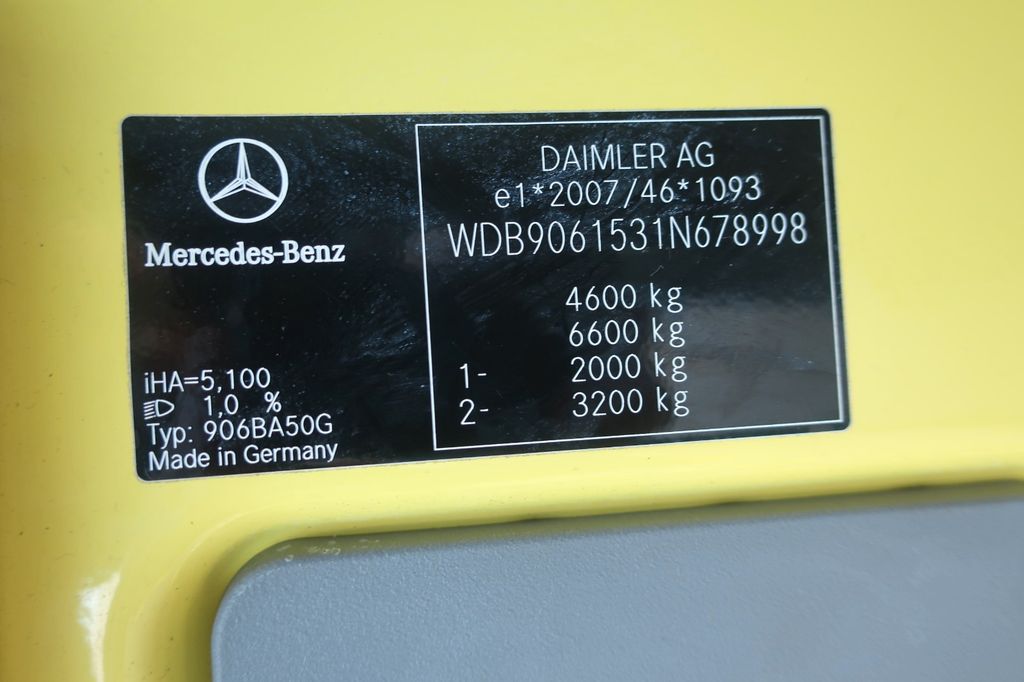 Mercedes-Benz
iHA=5,100
1,0 %
Typ: 906BA50G
Made in Germany
DAIMLER AG
e1*2007/46*1093
WDB9061531N678998
4600 kg
6600 kg
1- 2000 kg
2- 3200 kg